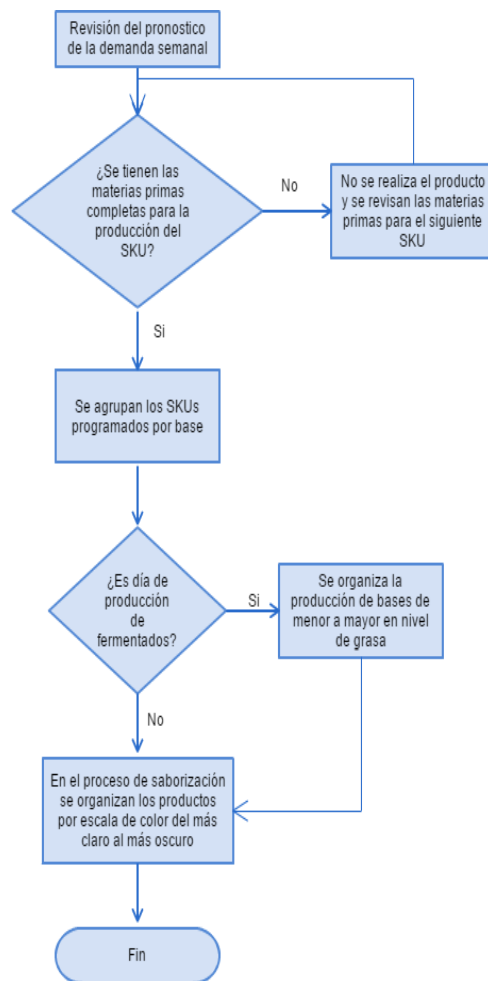 Revisión del pronostico
de la demanda semanal
¿Se tienen las
materias primas
completas para la
producción del
SKU?
No
No se realiza el producto
y se revisan las materias
primas para el siguiente
SKU
Si
Se agrupan los SKUs
programados por base
¿Es día de
producción
de
fermentados?
Si
Se organiza la
producción de bases de
menor a mayor en nivel
de grasa
No
En el proceso de saborización
se organizan los productos
por escala de color del más
claro al más oscuro
Fin